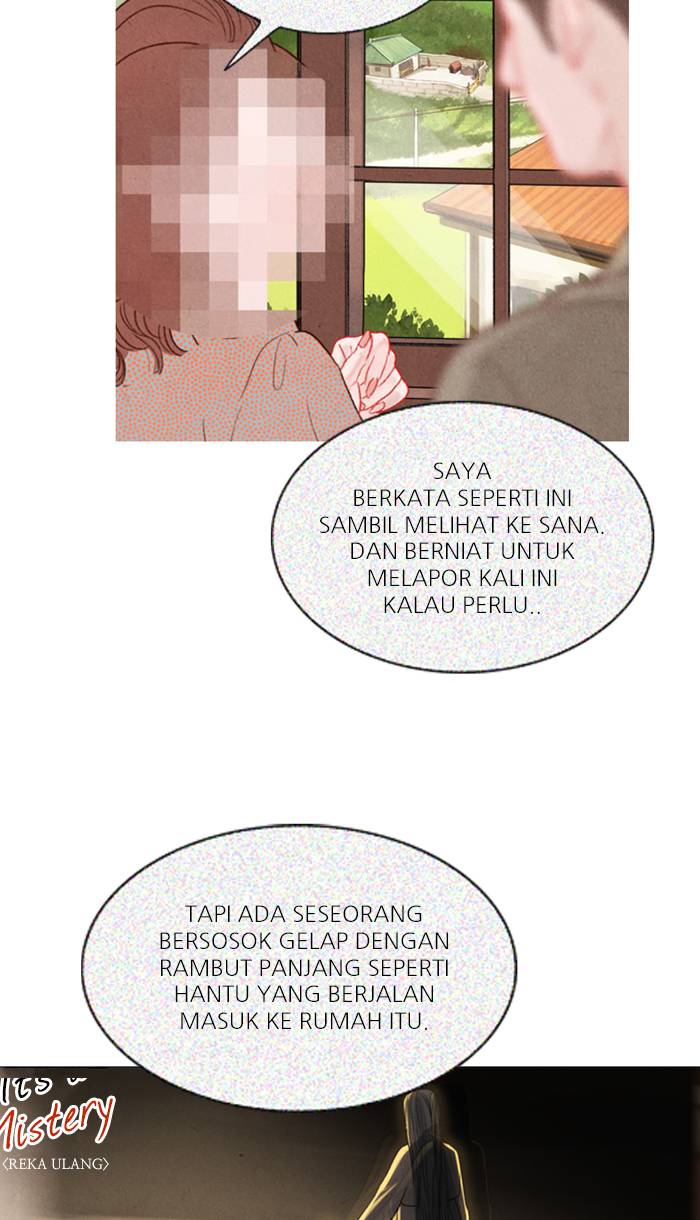 SAYA
BERKATA SEPERTI INI
SAMBIL MELIHAT KE SANA.
DAN BERNIAT UNTUK
MELAPOR KALI INI
KALAU PERLU..
TAPI ADA SESEORANG
BERSOSOK GELAP DENGAN
RAMBUT PANJANG SEPERTI
HANTU YANG BERJALAN
MASUK KE RUMAH ITU.
It's a
Mistery
〈REKA ULANG〉